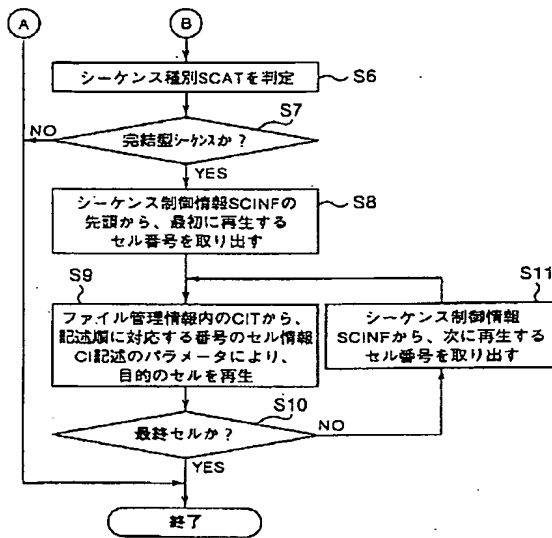 A
B
シーケンス種別SCATを判定
S6
S7
NO
完結型シーケンスか？
YES
シーケンス制御情報SCINFの
先頭から、最初に再生する
セル番号を取り出す
S8
S9
S11
ファイル管理情報内のCITから、
記述順に対応する番号のセル情報
CI記述のパラメータにより、
目的のセルを再生
シーケンス制御情報
SCINFから、次に再生する
セル番号を取り出す
S10
最終セルか？
NO
YES
終了